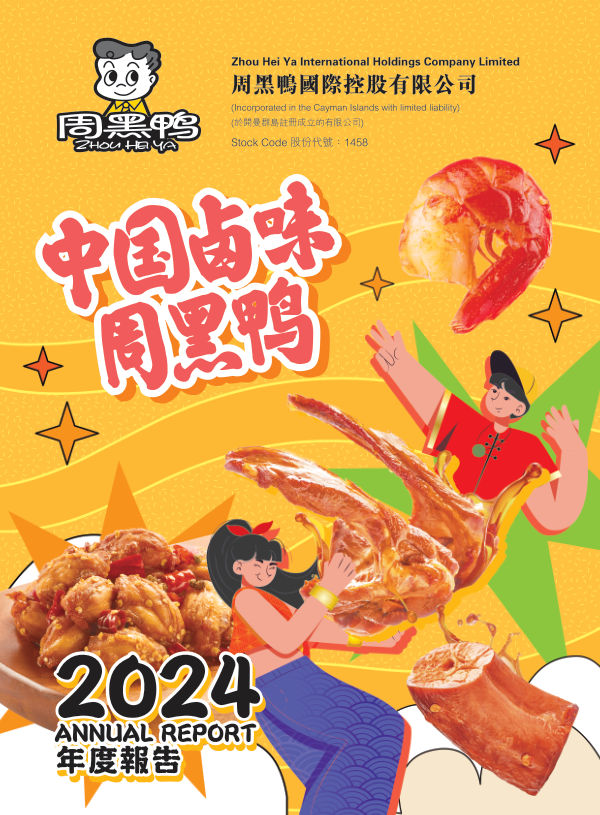 周黑鸭
ZHOU HEI YA
Zhou Hei Ya International Holdings Company Limited
周黑鴨國際控股有限公司
(Incorporated in the Cayman Islands with limited liability)
(於開曼群島註冊成立的有限公司)
Stock Code 股份代號：1458
中国卤味
周黑鸭
2024
ANNUAL REPORT
年度報告